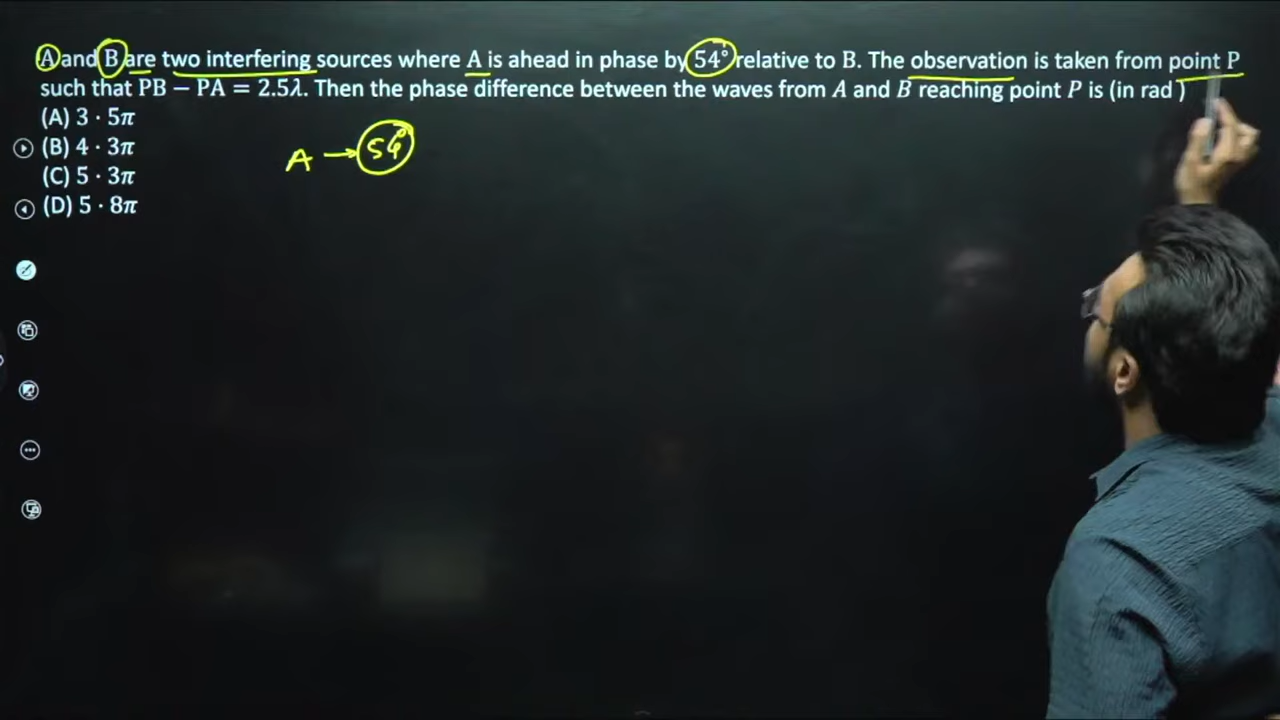 A and B are two interfering sources where A is ahead in phase by 54° relative to B. The observation is taken from point P
such that PB − PA = 2.5λ. Then the phase difference between the waves from A and B reaching point P is (in rad )
(A) 3 · 5π
(B) 4 · 3π
(C) 5 · 3π
(D) 5 · 8π
A → 54°